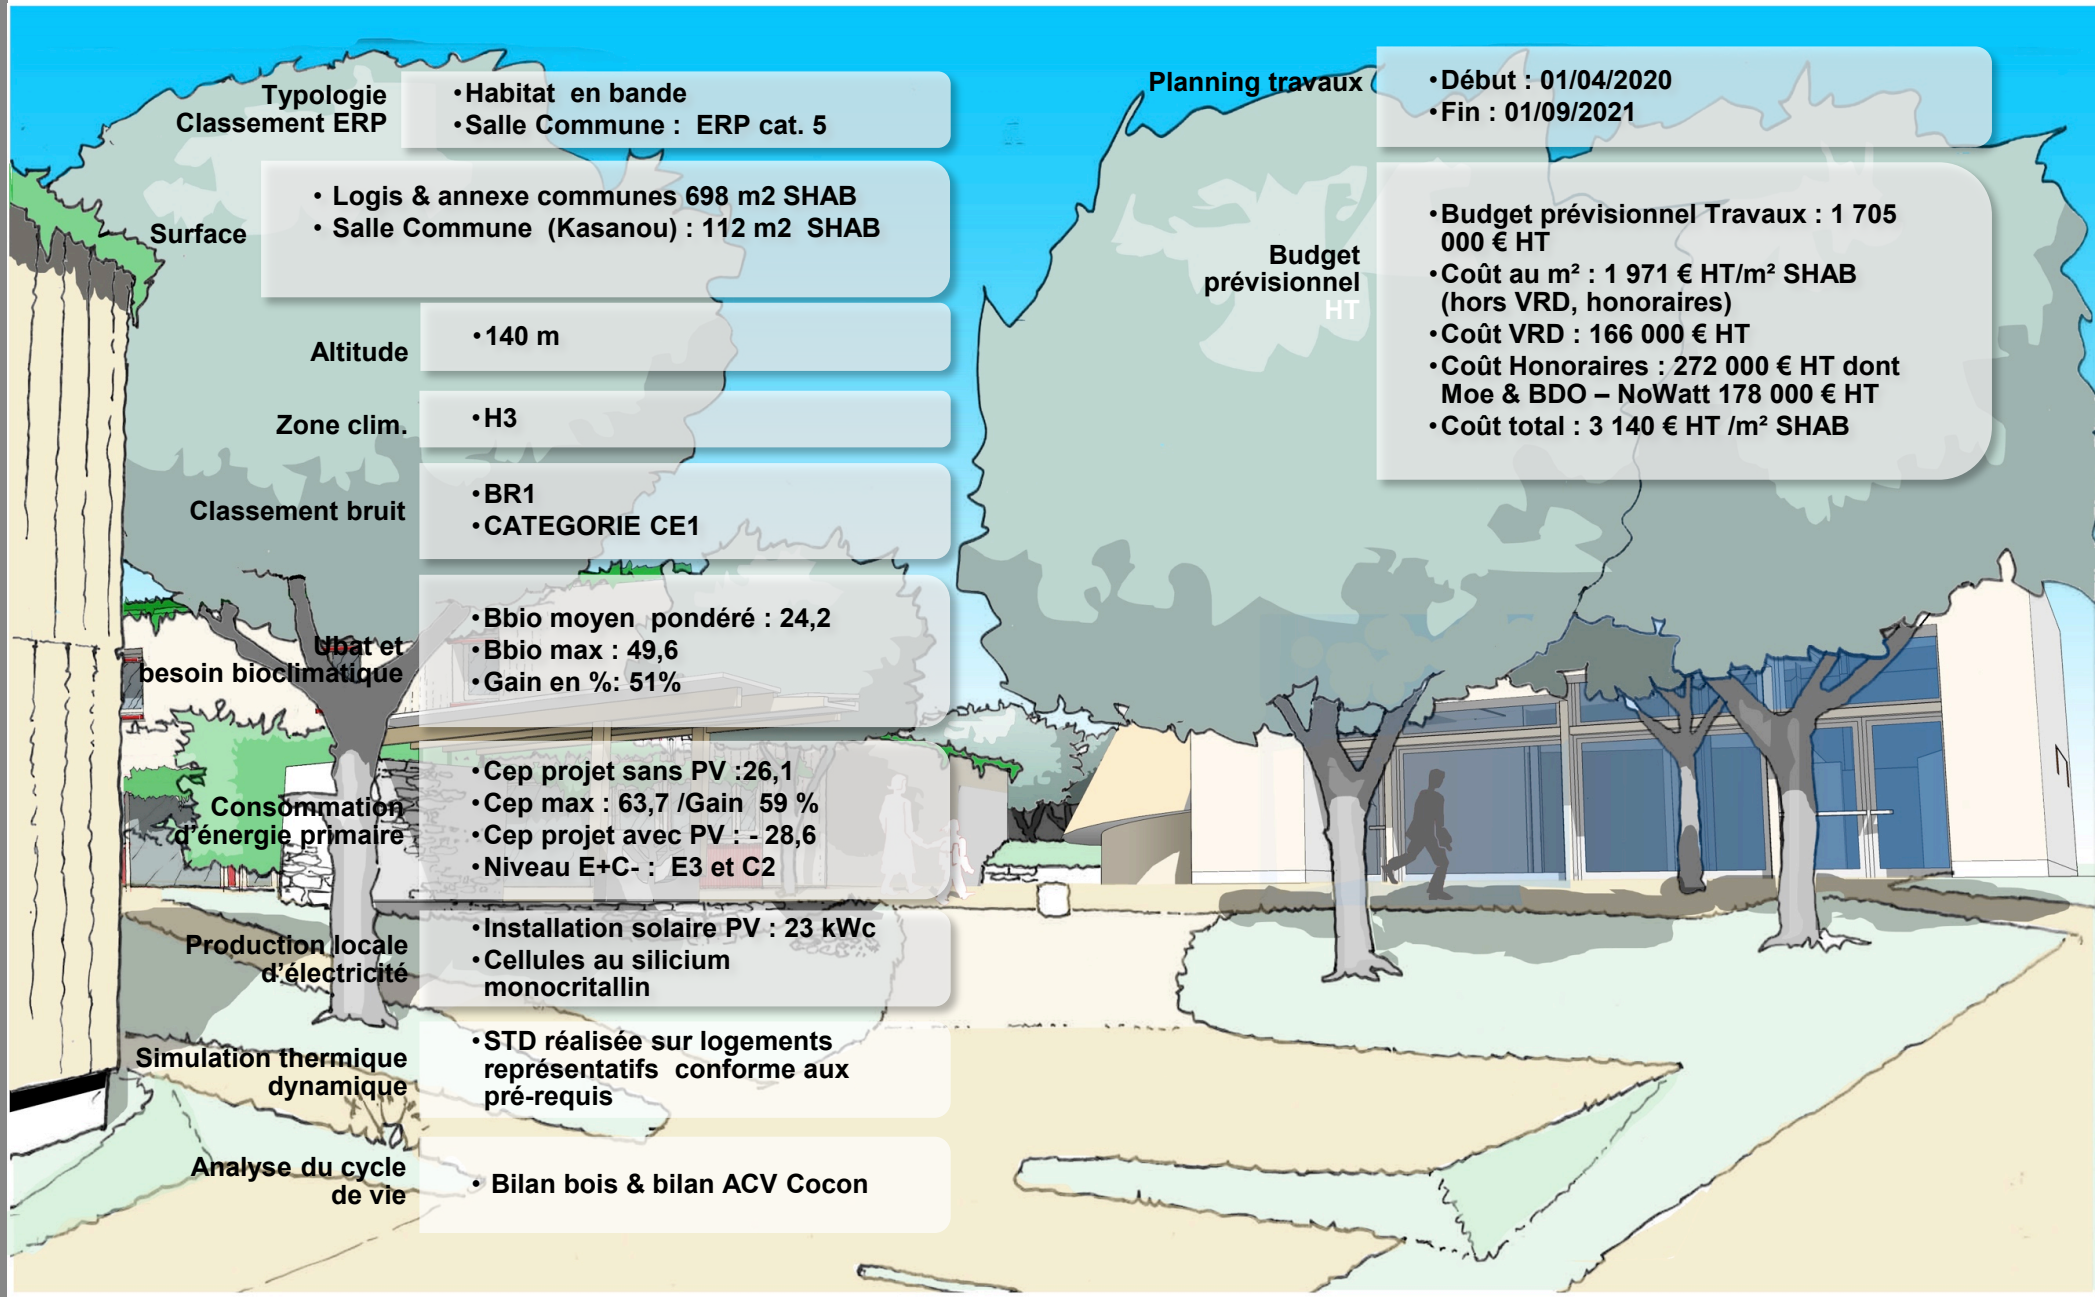 Typologie
Classement ERP
•Habitat  en bande
•Salle Commune :  ERP cat. 5
Surface
• Logis & annexe communes 698 m2 SHAB
• Salle Commune  (Kasanou) : 112 m2  SHAB
Altitude
•140 m
Zone clim.
•H3
Classement bruit
•BR1
•CATEGORIE CE1
Ubat et
besoin bioclimatique
•Bbio moyen  pondéré : 24,2
•Bbio max : 49,6
•Gain en %: 51%
Consommation
d'énergie primaire
•Cep projet sans PV :26,1
•Cep max : 63,7 /Gain  59 %
•Cep projet avec PV : - 28,6
•Niveau E+C- :  E3 et C2
Production locale
d'électricité
•Installation solaire PV : 23 kWc
•Cellules au silicium
monocritallin
Simulation thermique
dynamique
•STD réalisée sur logements
représentatifs  conforme aux
pré-requis
Analyse du cycle
de vie
• Bilan bois & bilan ACV Cocon
Planning travaux
•Début : 01/04/2020
•Fin : 01/09/2021
Budget
prévisionnel
HT
•Budget prévisionnel Travaux : 1 705
000 € HT
•Coût au m² : 1 971 € HT/m² SHAB
(hors VRD, honoraires)
•Coût VRD : 166 000 € HT
•Coût Honoraires : 272 000 € HT dont
Moe & BDO – NoWatt 178 000 € HT
•Coût total : 3 140 € HT /m² SHAB